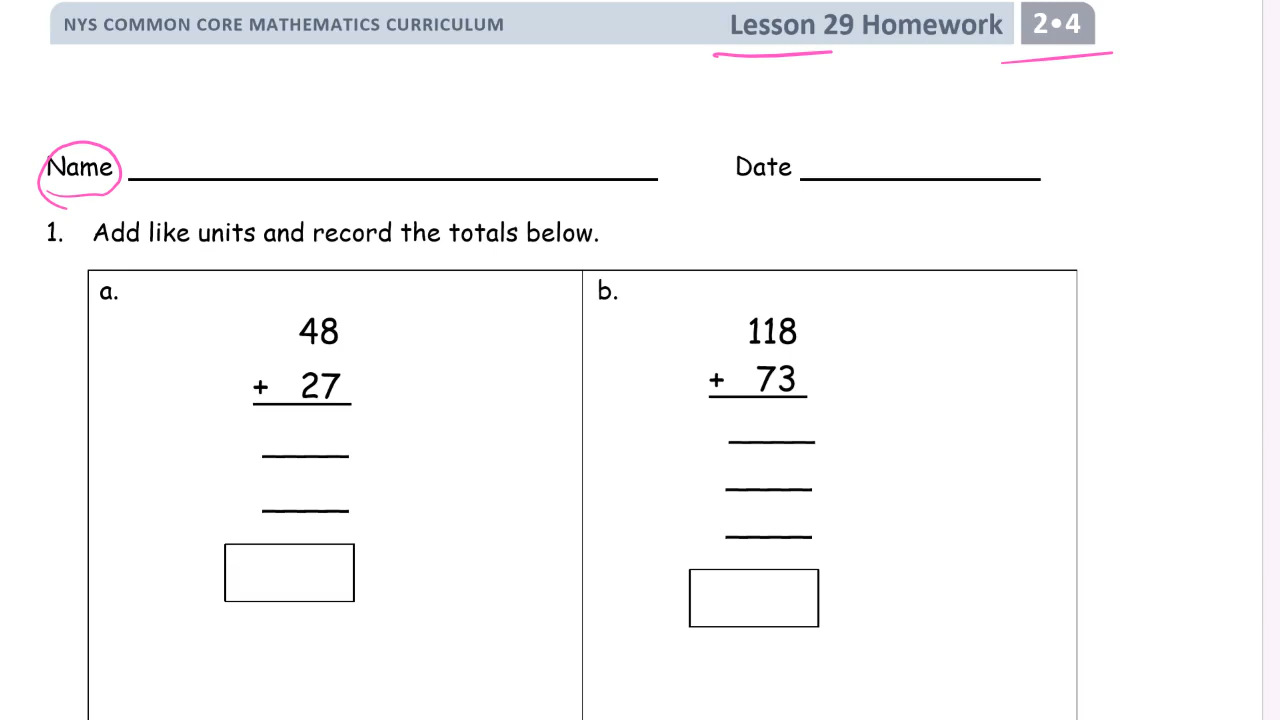 NYS COMMON CORE MATHEMATICS CURRICULUM Lesson 29 Homework 2•4
Name Date
1. Add like units and record the totals below.
a. b.
48 118
+ 27 + 73